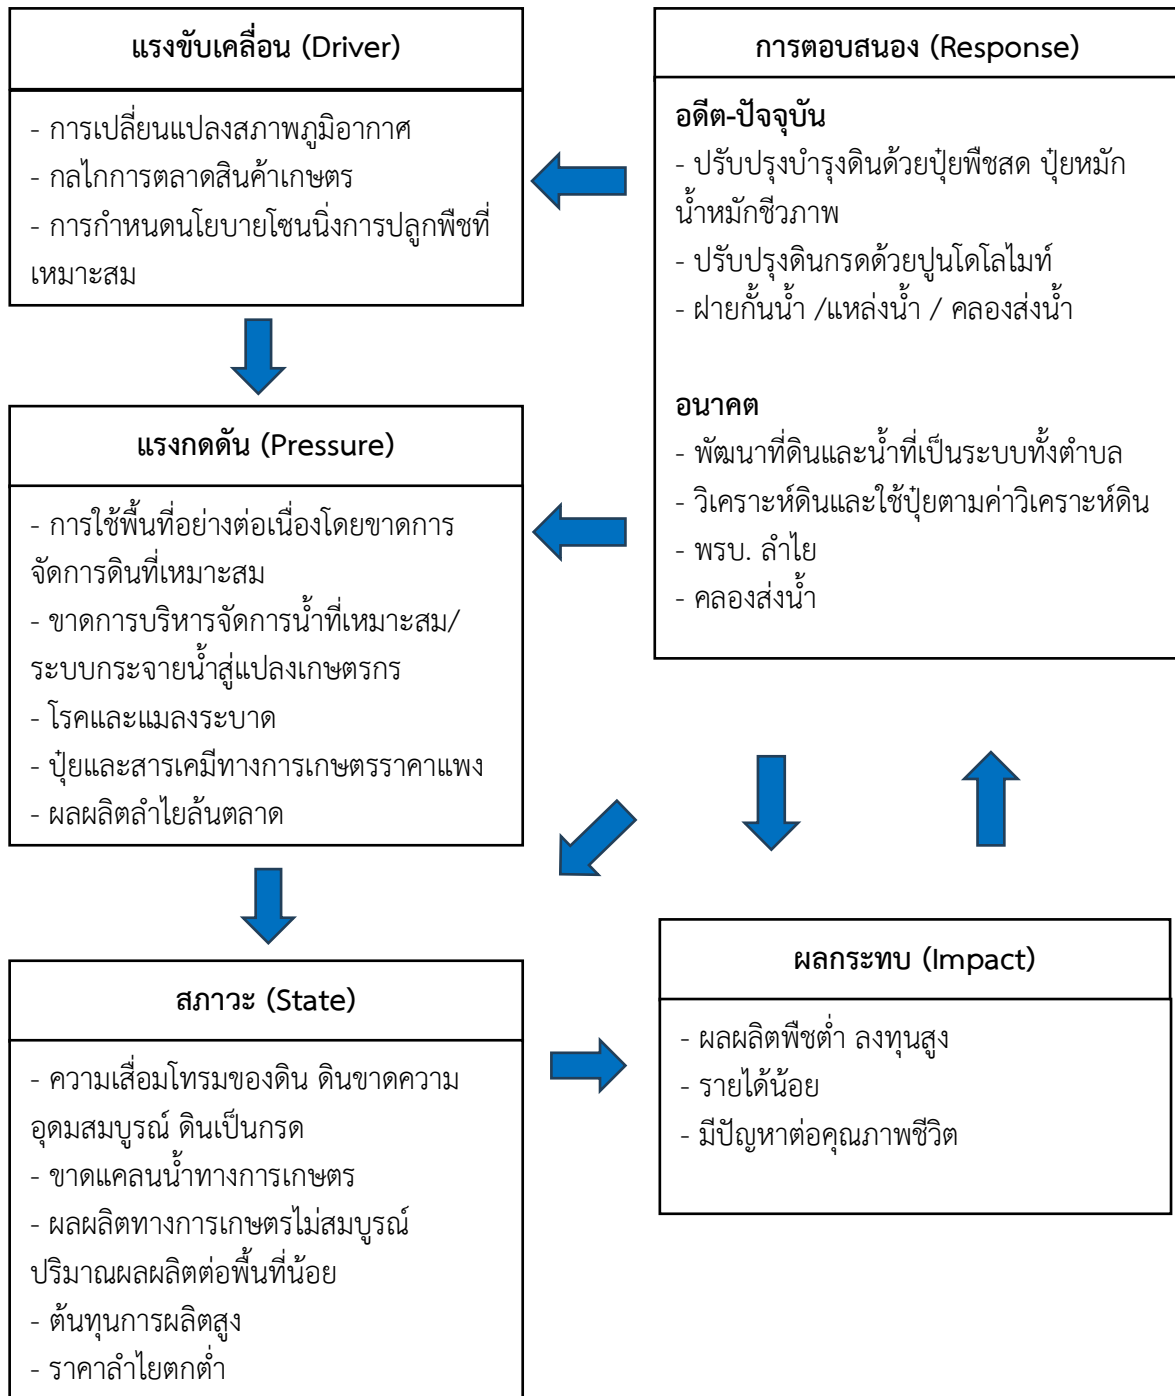 แรงขับเคลื่อน (Driver)
- การเปลี่ยนแปลงสภาพภูมิอากาศ
- กลไกการตลาดสินค้าเกษตร
- การกำหนดนโยบายโซนนิ่งการปลูกพืชที่
เหมาะสม
การตอบสนอง (Response)
อดีต-ปัจจุบัน
- ปรับปรุงบำรุงดินด้วยปุ๋ยพืชสด ปุ๋ยหมัก
น้ำหมักชีวภาพ
- ปรับปรุงดินกรดด้วยปูนโดโลไมท์
- ฝายกั้นน้ำ /แหล่งน้ำ / คลองส่งน้ำ
อนาคต
- พัฒนาที่ดินและน้ำที่เป็นระบบทั้งตำบล
- วิเคราะห์ดินและใช้ปุ๋ยตามค่าวิเคราะห์ดิน
- พรบ. ลำไย
- คลองส่งน้ำ
แรงกดดัน (Pressure)
- การใช้พื้นที่อย่างต่อเนื่องโดยขาดการ
จัดการดินที่เหมาะสม
- ขาดการบริหารจัดการน้ำที่เหมาะสม/
ระบบกระจายน้ำสู่แปลงเกษตรกร
- โรคและแมลงระบาด
- ปุ๋ยและสารเคมีทางการเกษตรราคาแพง
- ผลผลิตลำไยล้นตลาด
สภาวะ (State)
- ความเสื่อมโทรมของดิน ดินขาดความ
อุดมสมบูรณ์ ดินเป็นกรด
- ขาดแคลนน้ำทางการเกษตร
- ผลผลิตทางการเกษตรไม่สมบูรณ์
ปริมาณผลผลิตต่อพื้นที่น้อย
- ต้นทุนการผลิตสูง
- ราคาลำไยตกต่ำ
ผลกระทบ (Impact)
- ผลผลิตพืชต่ำ ลงทุนสูง
- รายได้น้อย
- มีปัญหาต่อคุณภาพชีวิต